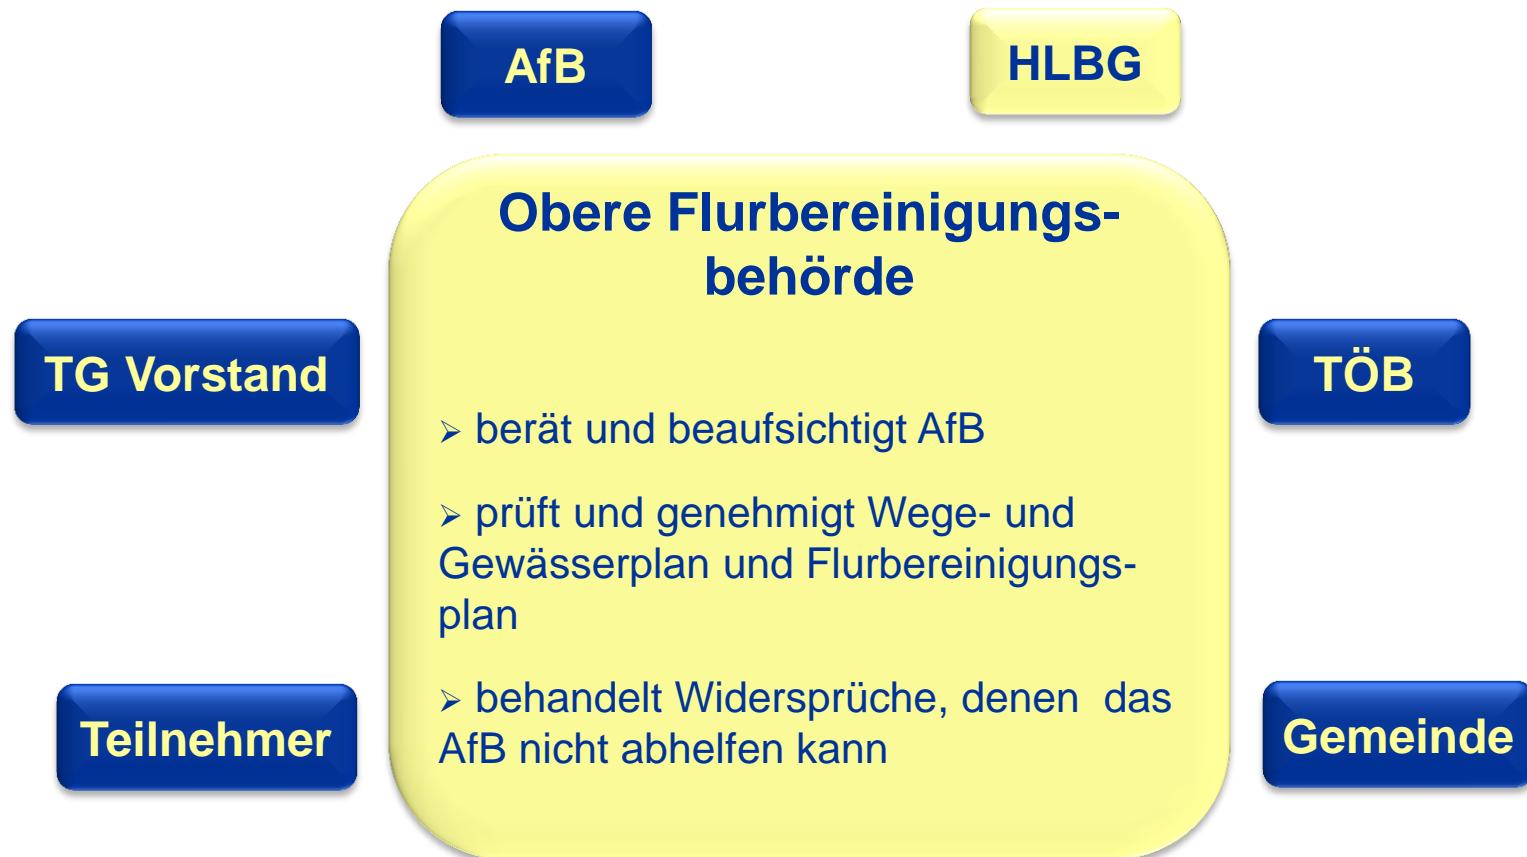 AfB
HLBG
Obere Flurbereinigungs-
behörde
TG Vorstand
TÖB
➢ berät und beaufsichtigt AfB
➢ prüft und genehmigt Wege- und
Gewässerplan und Flurbereinigungs-
plan
➢ behandelt Widersprüche, denen  das
AfB nicht abhelfen kann
Teilnehmer
Gemeinde